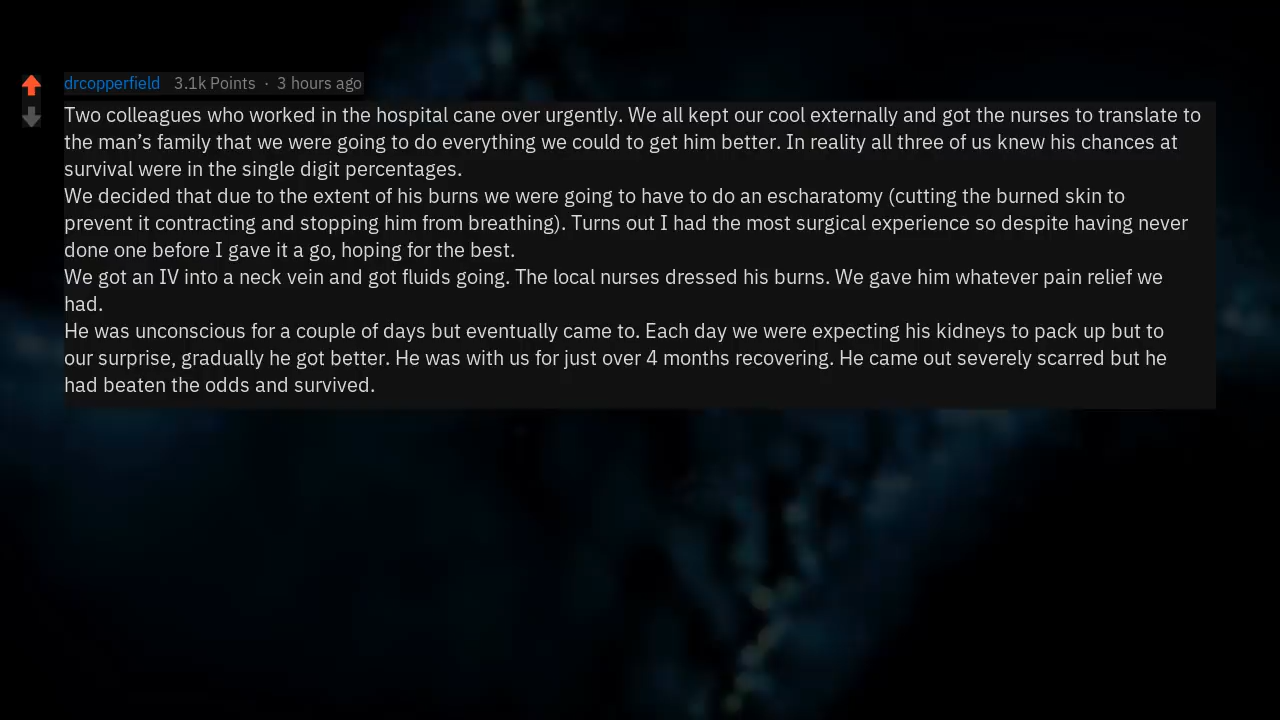 drcopperfield 3.1k Points · 3 hours ago
Two colleagues who worked in the hospital cane over urgently. We all kept our cool externally and got the nurses to translate to
the man’s family that we were going to do everything we could to get him better. In reality all three of us knew his chances at
survival were in the single digit percentages.
We decided that due to the extent of his burns we were going to have to do an escharatomy (cutting the burned skin to
prevent it contracting and stopping him from breathing). Turns out I had the most surgical experience so despite having never
done one before I gave it a go, hoping for the best.
We got an IV into a neck vein and got fluids going. The local nurses dressed his burns. We gave him whatever pain relief we
had.
He was unconscious for a couple of days but eventually came to. Each day we were expecting his kidneys to pack up but to
our surprise, gradually he got better. He was with us for just over 4 months recovering. He came out severely scarred but he
had beaten the odds and survived.